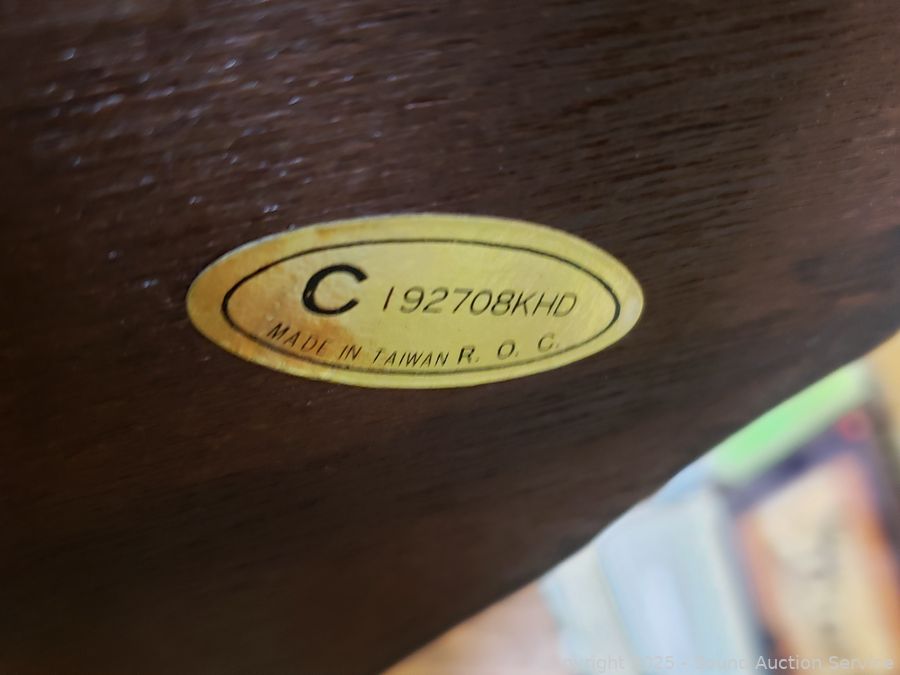 C 192708KHD
MADE IN TAIWAN R. O. C.
Copyright 2025 - Sound Auction Service